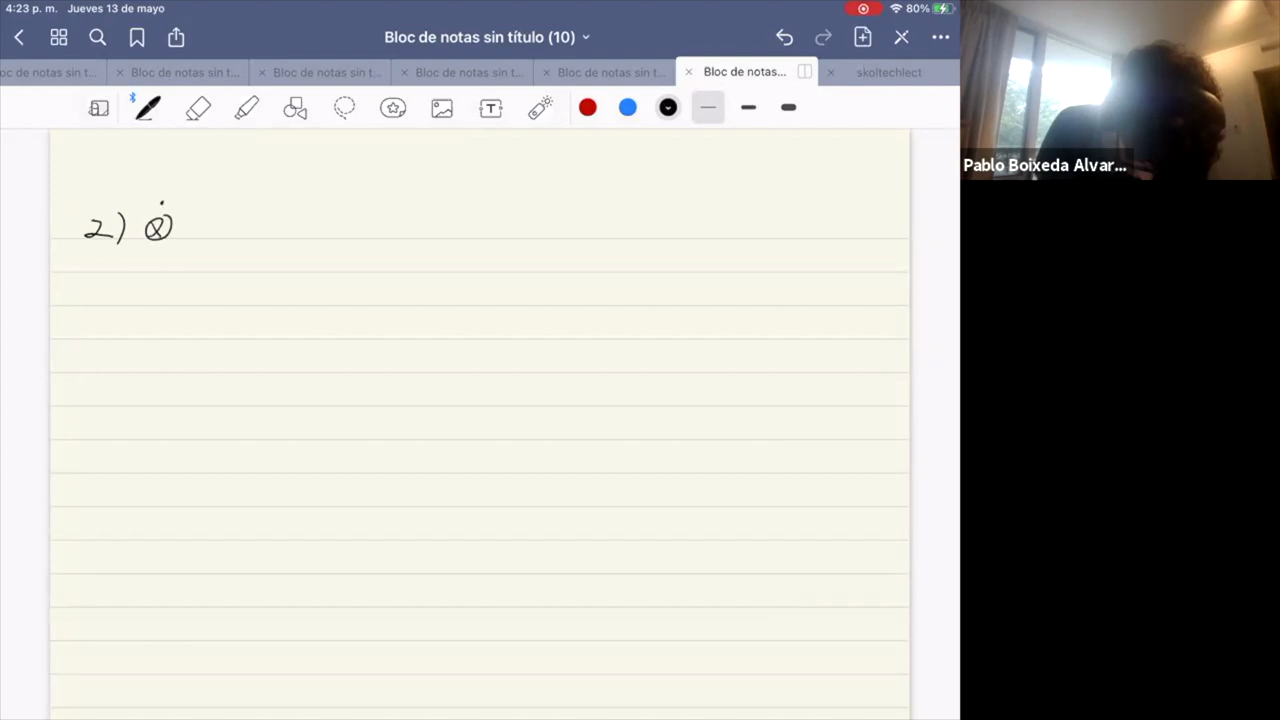 4:23 p. m. Jueves 13 de mayo
80%
Bloc de notas sin título (10)
oc de notas sin t...
Bloc de notas sin t...
Bloc de notas sin t...
Bloc de notas sin t...
Bloc de notas sin t...
Bloc de notas...
skoltechlect
T
2) ⊗
Pablo Boixeda Alvar...